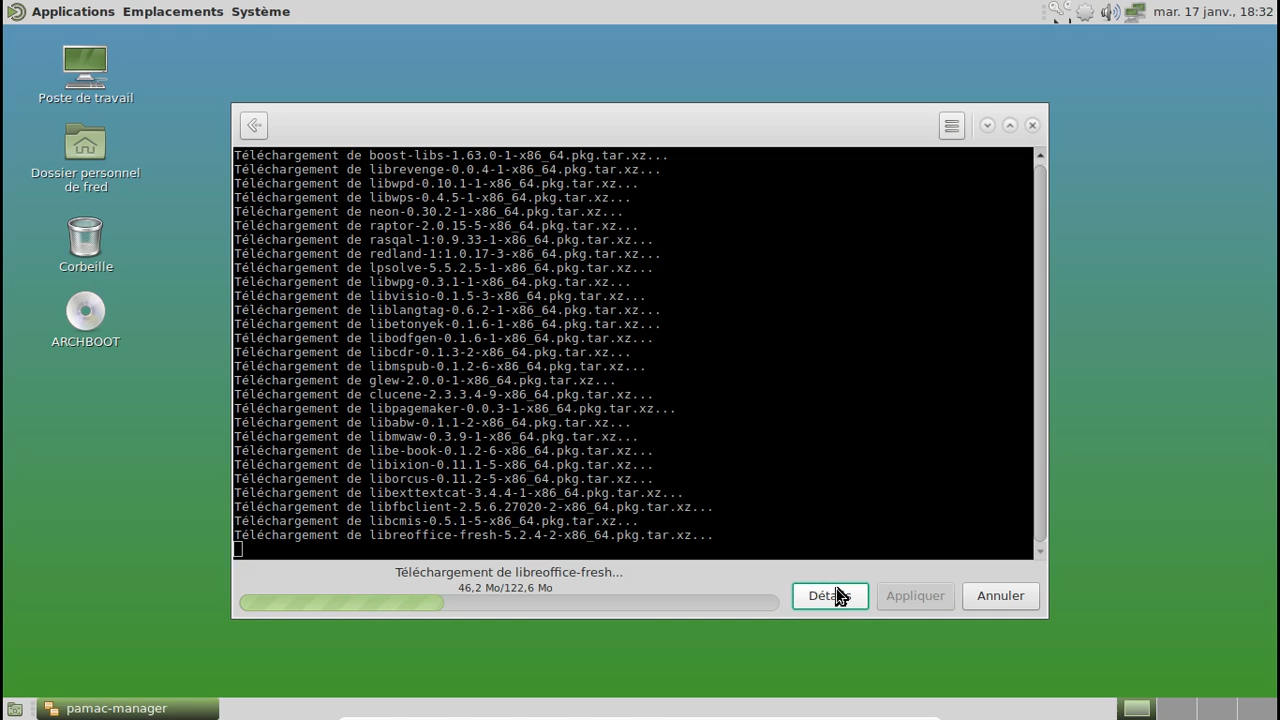 Applications Emplacements Système
mar. 17 janv., 18:32
Poste de travail
Dossier personnel
de fred
Corbeille
ARCHBOOT
Téléchargement de boost-libs-1.63.0-1-x86_64.pkg.tar.xz...
Téléchargement de librevenge-0.0.4-1-x86_64.pkg.tar.xz...
Téléchargement de libwpd-0.10.1-1-x86_64.pkg.tar.xz...
Téléchargement de libwps-0.4.5-1-x86_64.pkg.tar.xz...
Téléchargement de neon-0.30.2-1-x86_64.pkg.tar.xz...
Téléchargement de raptor-2.0.15-5-x86_64.pkg.tar.xz...
Téléchargement de rasqal-1:0.9.33-1-x86_64.pkg.tar.xz...
Téléchargement de redland-1:1.0.17-3-x86_64.pkg.tar.xz...
Téléchargement de lpsolve-5.5.2.5-1-x86_64.pkg.tar.xz...
Téléchargement de libwpg-0.3.1-1-x86_64.pkg.tar.xz...
Téléchargement de libvisio-0.1.5-3-x86_64.pkg.tar.xz...
Téléchargement de liblangtag-0.6.2-1-x86_64.pkg.tar.xz...
Téléchargement de libetonyek-0.1.6-1-x86_64.pkg.tar.xz...
Téléchargement de libodfgen-0.1.6-1-x86_64.pkg.tar.xz...
Téléchargement de libcdr-0.1.3-2-x86_64.pkg.tar.xz...
Téléchargement de libmspub-0.1.2-6-x86_64.pkg.tar.xz...
Téléchargement de glew-2.0.0-1-x86_64.pkg.tar.xz...
Téléchargement de clucene-2.3.3.4-9-x86_64.pkg.tar.xz...
Téléchargement de libpagemaker-0.0.3-1-x86_64.pkg.tar.xz...
Téléchargement de libabw-0.1.1-2-x86_64.pkg.tar.xz...
Téléchargement de libmwaw-0.3.9-1-x86_64.pkg.tar.xz...
Téléchargement de libe-book-0.1.2-6-x86_64.pkg.tar.xz...
Téléchargement de libixion-0.11.1-5-x86_64.pkg.tar.xz...
Téléchargement de liborcus-0.11.2-5-x86_64.pkg.tar.xz...
Téléchargement de libexttextcat-3.4.4-1-x86_64.pkg.tar.xz...
Téléchargement de libfbclient-2.5.6.27020-2-x86_64.pkg.tar.xz...
Téléchargement de libcmis-0.5.1-5-x86_64.pkg.tar.xz...
Téléchargement de libreoffice-fresh-5.2.4-2-x86_64.pkg.tar.xz...
Téléchargement de libreoffice-fresh...
46,2 Mo/122,6 Mo
Détails
Appliquer
Annuler
pamac-manager